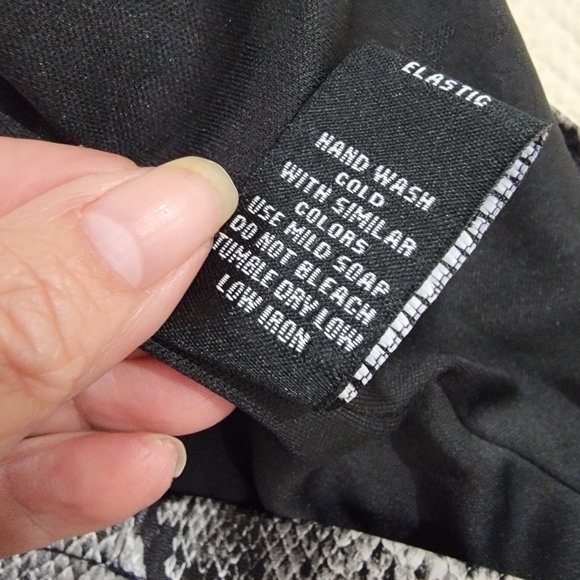 ELASTIC
HAND WASH
COLD
WITH SIMILAR
COLORS
USE MILD SOAP
DO NOT BLEACH
TUMBLE DRY LOW
LOW IRON